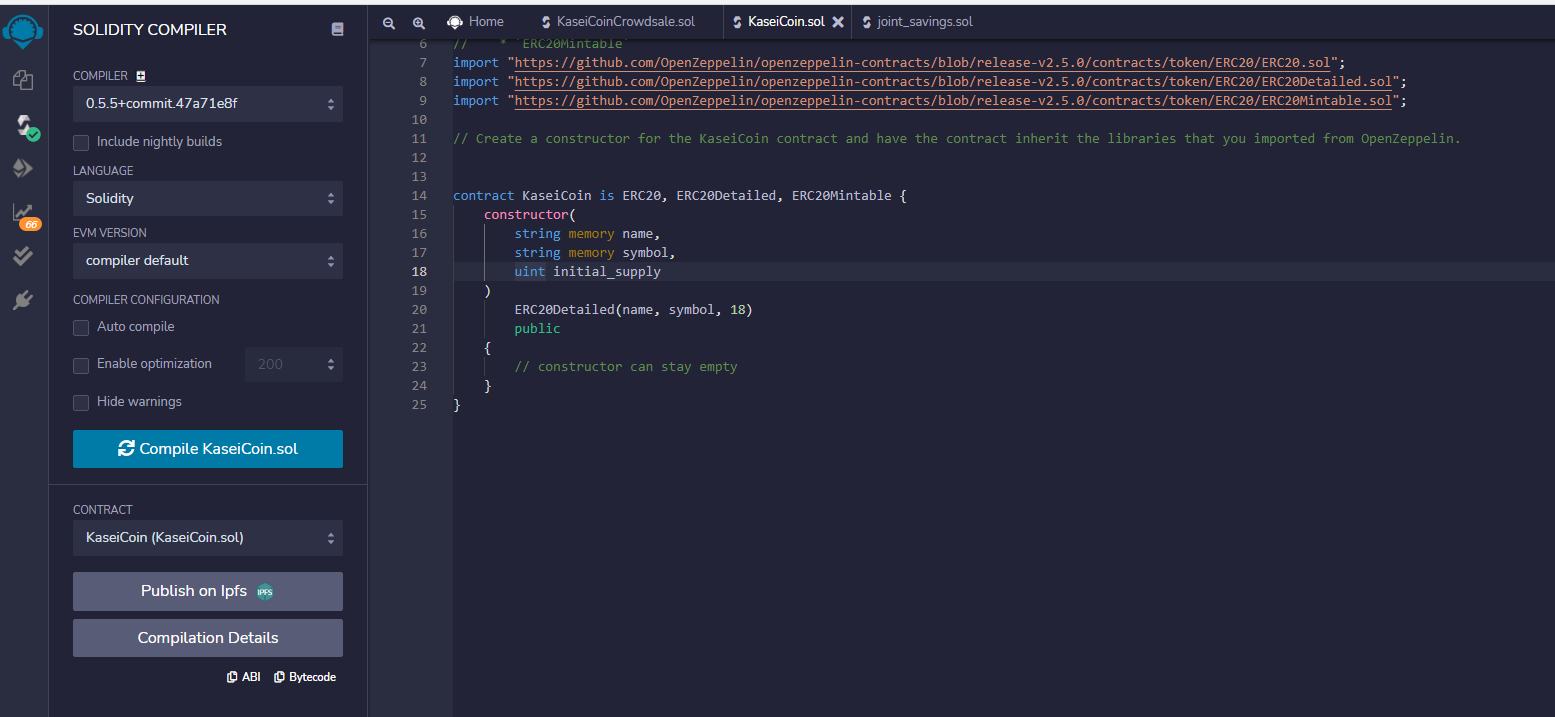 SOLIDITY COMPILER
COMPILER
0.5.5+commit.47a71e8f
Include nightly builds
LANGUAGE
Solidity
EVM VERSION
compiler default
COMPILER CONFIGURATION
Auto compile
Enable optimization
200
Hide warnings
Compile KaseiCoin.sol
CONTRACT
KaseiCoin (KaseiCoin.sol)
Publish on Ipfs IPFS
Compilation Details
ABI Bytecode
66
Home KaseiCoinCrowdsale.sol KaseiCoin.sol joint_savings.sol
6 // * `ERC20Mintable`
7 import "https://github.com/OpenZeppelin/openzeppelin-contracts/blob/release-v2.5.0/contracts/token/ERC20/ERC20.sol";
8 import "https://github.com/OpenZeppelin/openzeppelin-contracts/blob/release-v2.5.0/contracts/token/ERC20/ERC20Detailed.sol";
9 import "https://github.com/OpenZeppelin/openzeppelin-contracts/blob/release-v2.5.0/contracts/token/ERC20/ERC20Mintable.sol";
10
11 // Create a constructor for the KaseiCoin contract and have the contract inherit the libraries that you imported from OpenZeppelin.
12
13
14 contract KaseiCoin is ERC20, ERC20Detailed, ERC20Mintable {
15 constructor(
16 string memory name,
17 string memory symbol,
18 uint initial_supply
19 )
20 ERC20Detailed(name, symbol, 18)
21 public
22 {
23 // constructor can stay empty
24 }
25 }